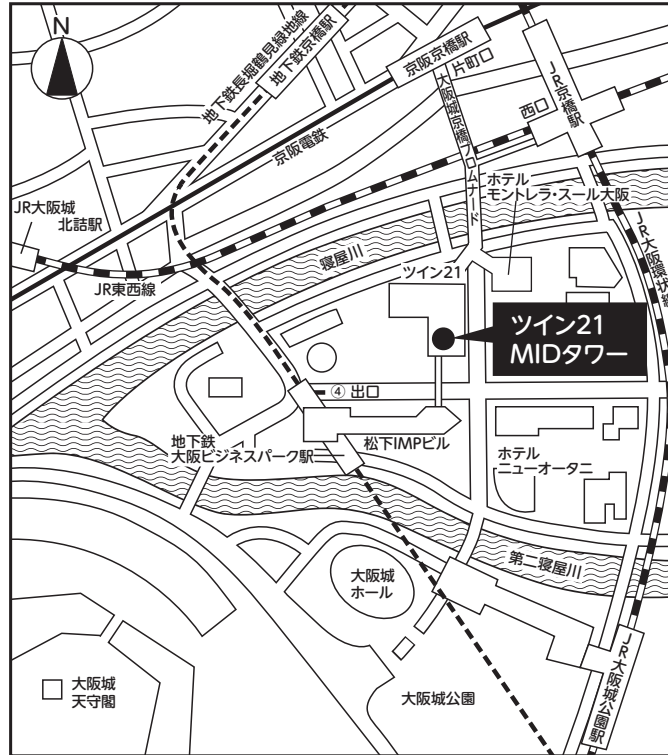 N
地下鉄長堀鶴見緑地線
地下鉄京橋駅
京阪京橋駅
片町口
JR京橋駅
西口
大阪城京橋プロムナード
京阪電鉄
ホテル
モントレ ラ・スール大阪
JR大阪環状線
JR大阪城
北詰駅
JR東西線
寝屋川
ツイン21
ツイン21
MIDタワー
④ 出口
地下鉄
大阪ビジネスパーク駅
松下IMPビル
ホテル
ニューオータニ
第二寝屋川
大阪城
ホール
大阪城
天守閣
大阪城公園
JR大阪城公園駅